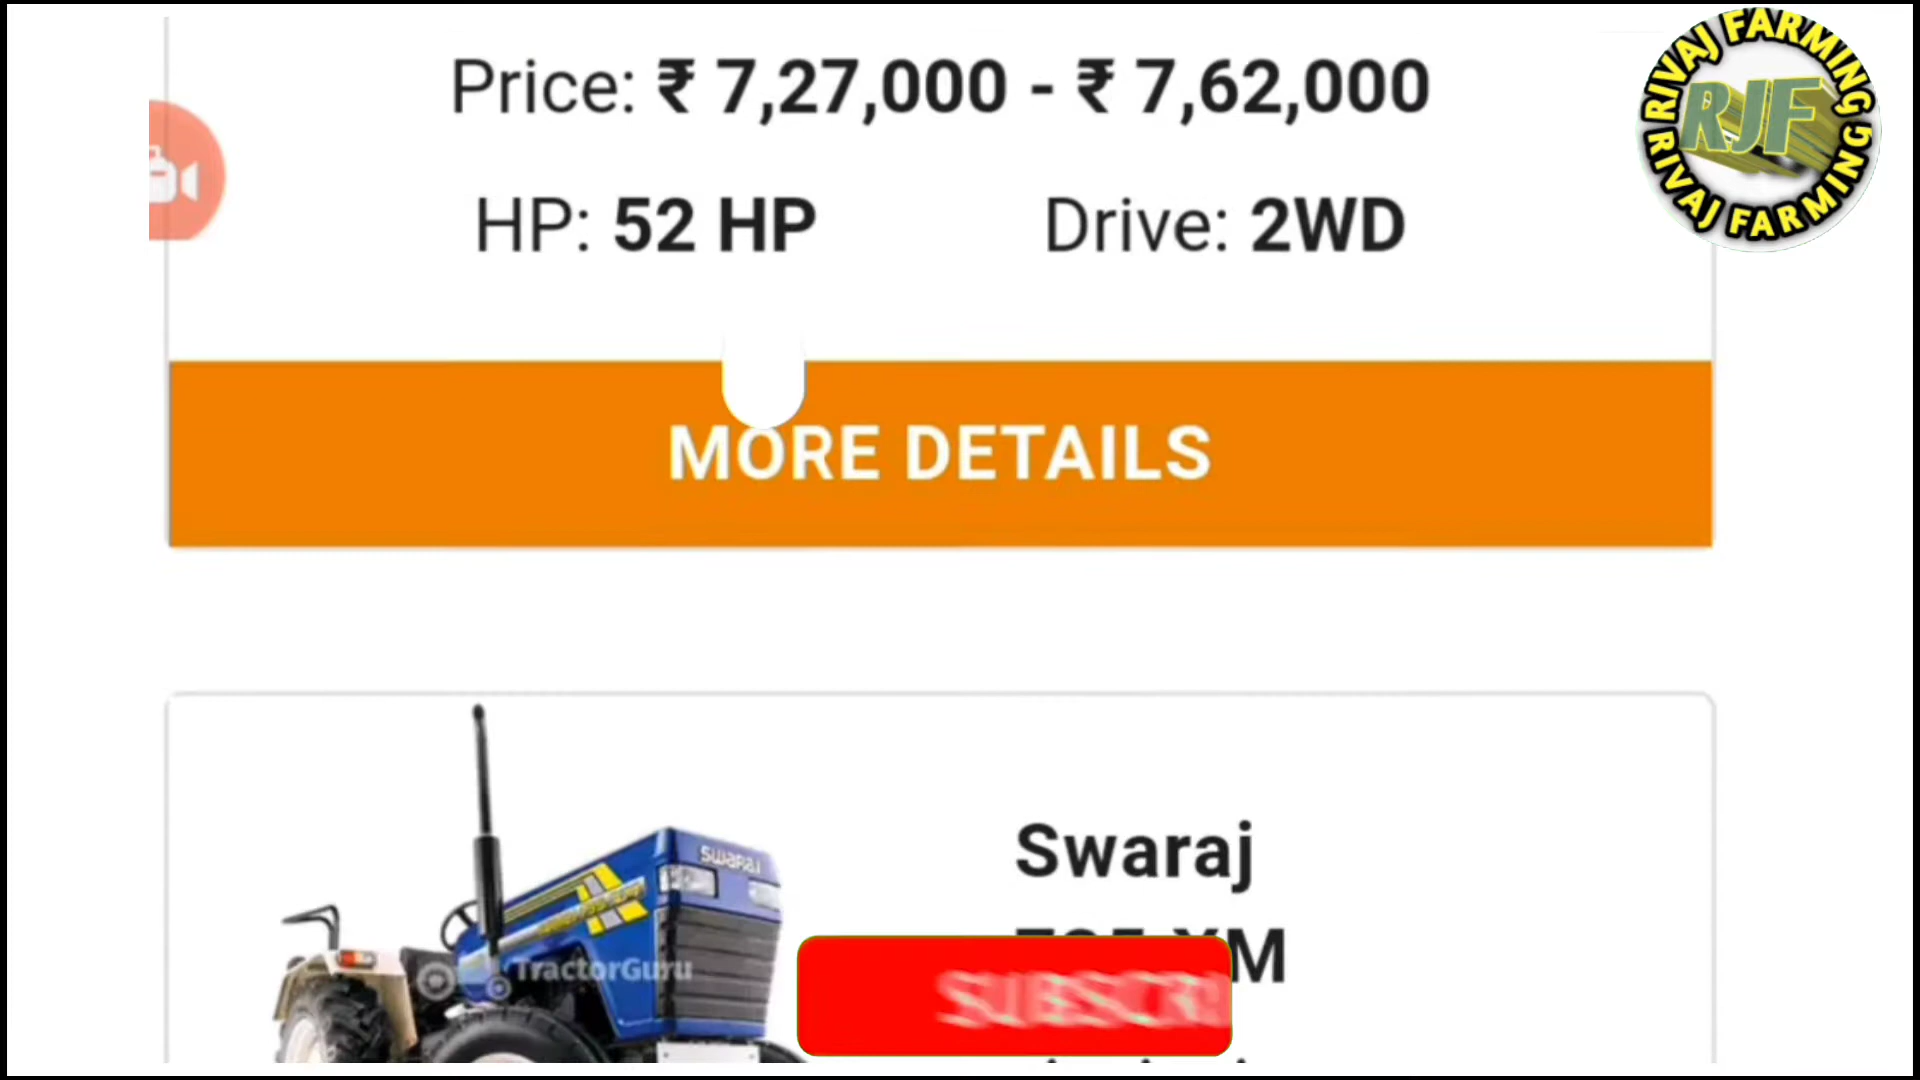 Price: ₹ 7,27,000 - ₹ 7,62,000
HP: 52 HP
Drive: 2WD
RIVAJ FARMING
RJF
RIVAJ FARMING
MORE DETAILS
Swaraj
XM
SWARAJ
TractorGuru